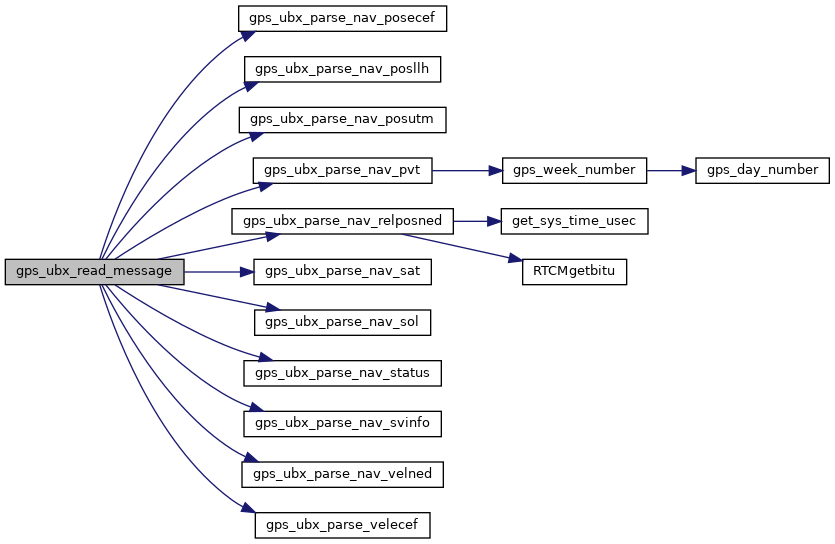 gps_ubx_parse_nav_posecef
gps_ubx_parse_nav_posllh
gps_ubx_parse_nav_posutm
gps_ubx_parse_nav_pvt
gps_week_number
gps_day_number
gps_ubx_parse_nav_relposned
get_sys_time_usec
gps_ubx_read_message
gps_ubx_parse_nav_sat
RTCMgetbitu
gps_ubx_parse_nav_sol
gps_ubx_parse_nav_status
gps_ubx_parse_nav_svinfo
gps_ubx_parse_nav_velned
gps_ubx_parse_velecef